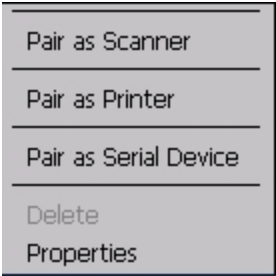 Pair as Scanner
Pair as Printer
Pair as Serial Device
Delete
Properties